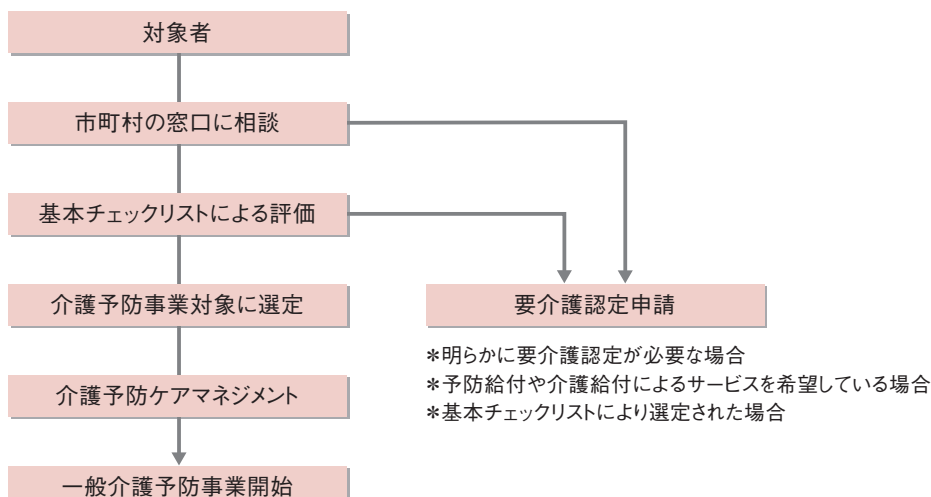 対象者
市町村の窓口に相談
基本チェックリストによる評価
介護予防事業対象に選定
要介護認定申請
＊明らかに要介護認定が必要な場合
＊予防給付や介護給付によるサービスを希望している場合
＊基本チェックリストにより選定された場合
介護予防ケアマネジメント
一般介護予防事業開始